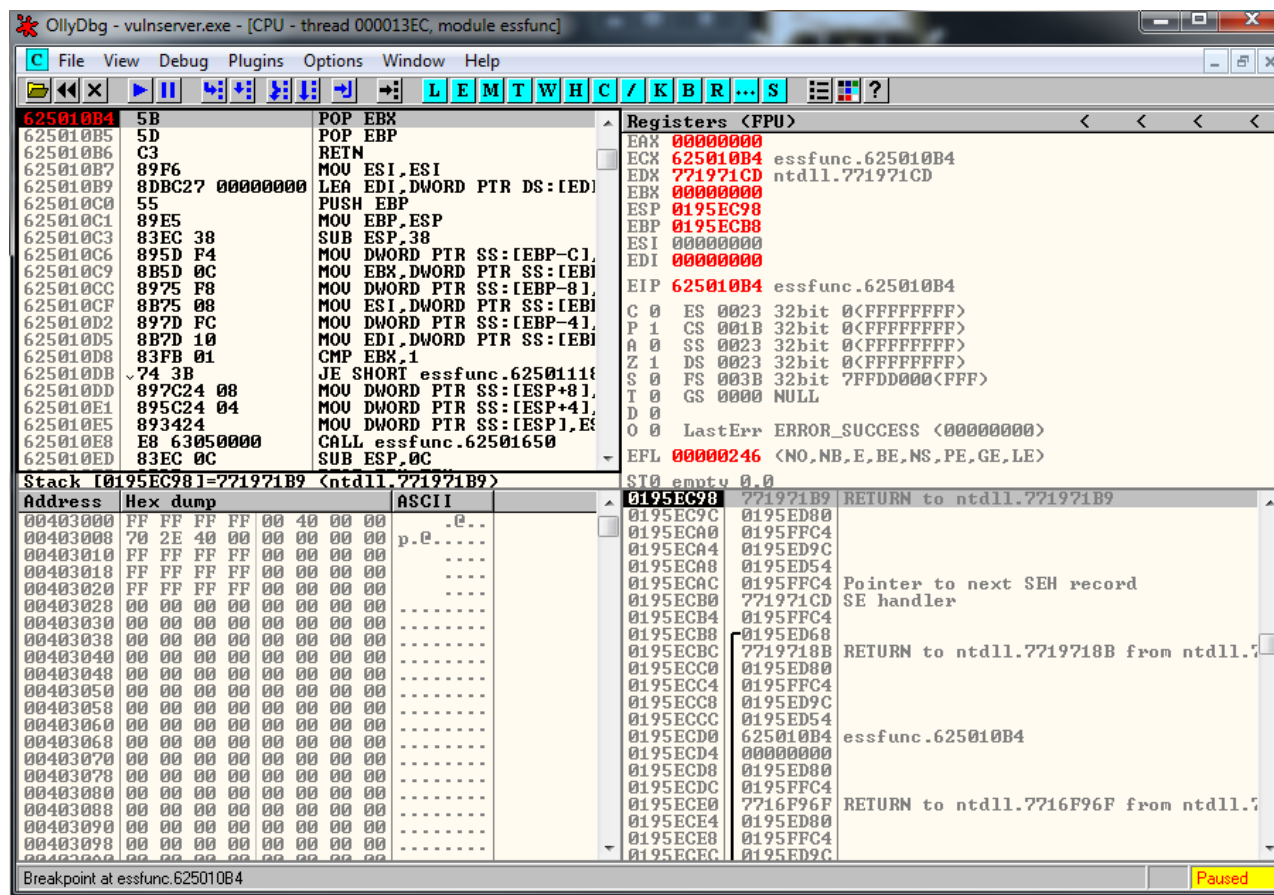 OllyDbg - vulnserver.exe - [CPU - thread 000013EC, module essfunc]
C File View Debug Plugins Options Window Help
L E M T W H C / K B R ... S ?
625010B4 5B POP EBX
625010B5 5D POP EBP
625010B6 C3 RETN
625010B7 89F6 MOV ESI,ESI
625010B9 8DBC27 00000000 LEA EDI,DWORD PTR DS:[EDI
625010C0 55 PUSH EBP
625010C1 89E5 MOV EBP,ESP
625010C3 83EC 38 SUB ESP,38
625010C6 895D F4 MOV DWORD PTR SS:[EBP-C],
625010C9 8B5D 0C MOV EBX,DWORD PTR SS:[EBP
625010CC 8975 F8 MOV DWORD PTR SS:[EBP-8],
625010CF 8B75 08 MOV ESI,DWORD PTR SS:[EBP
625010D2 897D FC MOV DWORD PTR SS:[EBP-4],
625010D5 8B7D 10 MOV EDI,DWORD PTR SS:[EBP
625010D8 83FB 01 CMP EBX,1
625010DB 74 3B JE SHORT essfunc.62501118
625010DD 897C24 08 MOV DWORD PTR SS:[ESP+8],
625010E1 895C24 04 MOV DWORD PTR SS:[ESP+4],
625010E5 893424 MOV DWORD PTR SS:[ESP],ES
625010E8 E8 63050000 CALL essfunc.62501650
625010ED 83EC 0C SUB ESP,0C
Stack [0195EC98]=771971B9 (ntdll.771971B9)
Registers (FPU) < < < <
EAX 00000000
ECX 625010B4 essfunc.625010B4
EDX 771971CD ntdll.771971CD
EBX 00000000
ESP 0195EC98
EBP 0195ECB8
ESI 00000000
EDI 00000000
EIP 625010B4 essfunc.625010B4
C 0 ES 0023 32bit 0(FFFFFFFF)
P 1 CS 001B 32bit 0(FFFFFFFF)
A 0 SS 0023 32bit 0(FFFFFFFF)
Z 1 DS 0023 32bit 0(FFFFFFFF)
S 0 FS 003B 32bit 7FFDD000(FFF)
T 0 GS 0000 NULL
D 0
O 0 LastErr ERROR_SUCCESS (00000000)
EFL 00000246 (NO,NB,E,BE,NS,PE,GE,LE)
ST0 empty 0.0
Address Hex dump ASCII
00403000 FF FF FF FF 00 40 00 00 .@..
00403008 70 2E 40 00 00 00 00 00 p.@.....
00403010 FF FF FF FF 00 00 00 00 ....
00403018 FF FF FF FF 00 00 00 00 ....
00403020 FF FF FF FF 00 00 00 00 ....
00403028 00 00 00 00 00 00 00 00 ........
00403030 00 00 00 00 00 00 00 00 ........
00403038 00 00 00 00 00 00 00 00 ........
00403040 00 00 00 00 00 00 00 00 ........
00403048 00 00 00 00 00 00 00 00 ........
00403050 00 00 00 00 00 00 00 00 ........
00403058 00 00 00 00 00 00 00 00 ........
00403060 00 00 00 00 00 00 00 00 ........
00403068 00 00 00 00 00 00 00 00 ........
00403070 00 00 00 00 00 00 00 00 ........
00403078 00 00 00 00 00 00 00 00 ........
00403080 00 00 00 00 00 00 00 00 ........
00403088 00 00 00 00 00 00 00 00 ........
00403090 00 00 00 00 00 00 00 00 ........
00403098 00 00 00 00 00 00 00 00 ........
0195EC98 771971B9 RETURN to ntdll.771971B9
0195EC9C 0195ED80
0195ECA0 0195FFC4
0195ECA4 0195ED9C
0195ECA8 0195ED54
0195ECAC 0195FFC4 Pointer to next SEH record
0195ECB0 771971CD SE handler
0195ECB4 0195FFC4
0195ECB8 0195ED68
0195ECBC 7719718B RETURN to ntdll.7719718B from ntdll.7
0195ECC0 0195ED80
0195ECC4 0195FFC4
0195ECC8 0195ED9C
0195ECCC 0195ED54
0195ECD0 625010B4 essfunc.625010B4
0195ECD4 00000000
0195ECD8 0195ED80
0195ECDC 0195FFC4
0195ECE0 7716F96F RETURN to ntdll.7716F96F from ntdll.7
0195ECE4 0195ED80
0195ECE8 0195FFC4
0195ECEC 0195ED9C
Breakpoint at essfunc.625010B4
Paused